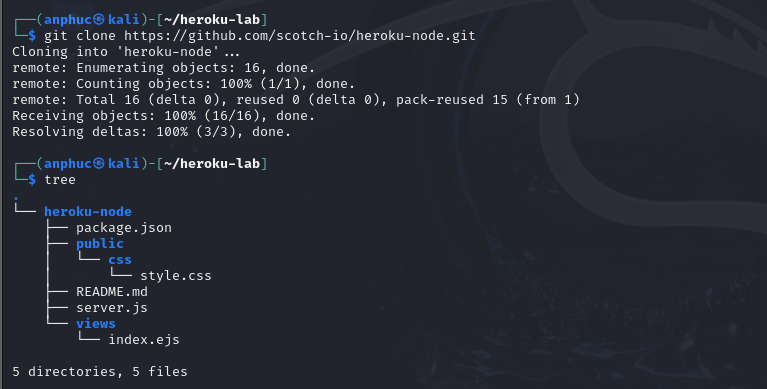 ┌──(anphuc㉿kali)-[~/heroku-lab]
└─$ git clone https://github.com/scotch-io/heroku-node.git
Cloning into 'heroku-node'...
remote: Enumerating objects: 16, done.
remote: Counting objects: 100% (1/1), done.
remote: Total 16 (delta 0), reused 0 (delta 0), pack-reused 15 (from 1)
Receiving objects: 100% (16/16), done.
Resolving deltas: 100% (3/3), done.

┌──(anphuc㉿kali)-[~/heroku-lab]
└─$ tree
.
└── heroku-node
    ├── package.json
    ├── public
    │   └── css
    │       └── style.css
    ├── README.md
    ├── server.js
    └── views
        └── index.ejs

5 directories, 5 files